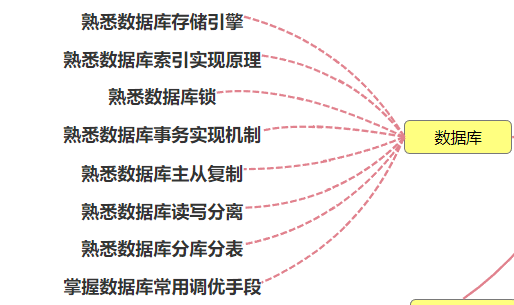 熟悉数据库存储引擎
熟悉数据库索引实现原理
熟悉数据库锁
熟悉数据库事务实现机制
数据库
熟悉数据库主从复制
熟悉数据库读写分离
熟悉数据库分库分表
掌握数据库常用调优手段